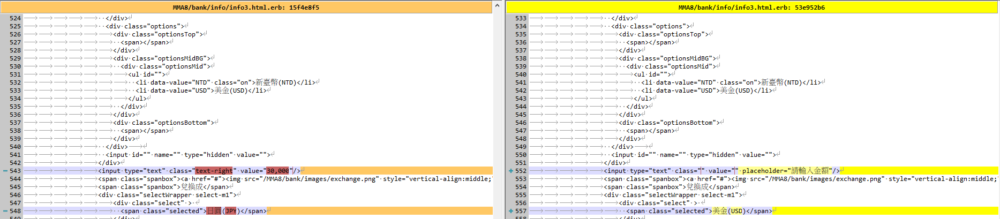 MMA8/bank/info/info3.html.erb: 15f4e8f5
524 </div>
525 <div class="options">
526 <div class="optionsTop">
527 <span></span>
528 </div>
529 <div class="optionsMidBG">
530 <div class="optionsMid">
531 <ul id="">
532 <li data-value="NTD" class="on">新臺幣(NTD)</li>
533 <li data-value="USD">美金(USD)</li>
534 </ul>
535 </div>
536 </div>
537 <div class="optionsBottom">
538 <span></span>
539 </div>
540 </div>
541 <input id="" name="" type="hidden" value="">
542 </div>
543 <input type="text" class="text-right" value="30,000"/>
544 <span class="spanbox"><a href="#"><img src="/MMA8/bank/images/exchange.png" style="vertical-align:middle;
545 <span class="spanbox">兌換成</span>
546 <div class="selectWrapper select-m1">
547 <div class="select" >
548 <span class="selected">日圓(JPY)</span>
549 </div>
MMA8/bank/info/info3.html.erb: 53e952b6
533 </div>
534 <div class="options">
535 <div class="optionsTop">
536 <span></span>
537 </div>
538 <div class="optionsMidBG">
539 <div class="optionsMid">
540 <ul id="">
541 <li data-value="NTD" class="on">新臺幣(NTD)</li>
542 <li data-value="USD">美金(USD)</li>
543 </ul>
544 </div>
545 </div>
546 <div class="optionsBottom">
547 <span></span>
548 </div>
549 </div>
550 <input id="" name="" type="hidden" value="">
551 </div>
552 <input type="text" class="" value="" placeholder="請輸入金額"/>
553 <span class="spanbox"><a href="#"><img src="/MMA8/bank/images/exchange.png" style="vertical-align:middle;
554 <span class="spanbox">兌換成</span>
555 <div class="selectWrapper select-m1">
556 <div class="select" >
557 <span class="selected">美金(USD)</span>
558 </div>